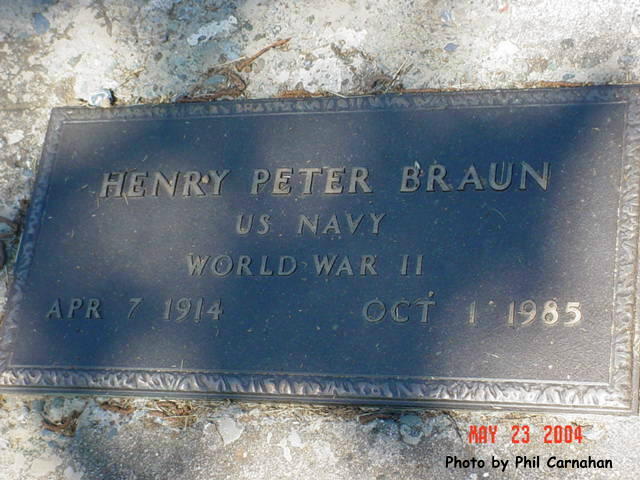 HENRY PETER BRAUN
US NAVY
WORLD WAR II
APR 7 1914 OCT 1 1985
MAY 23 2004
Photo by Phil Carnahan